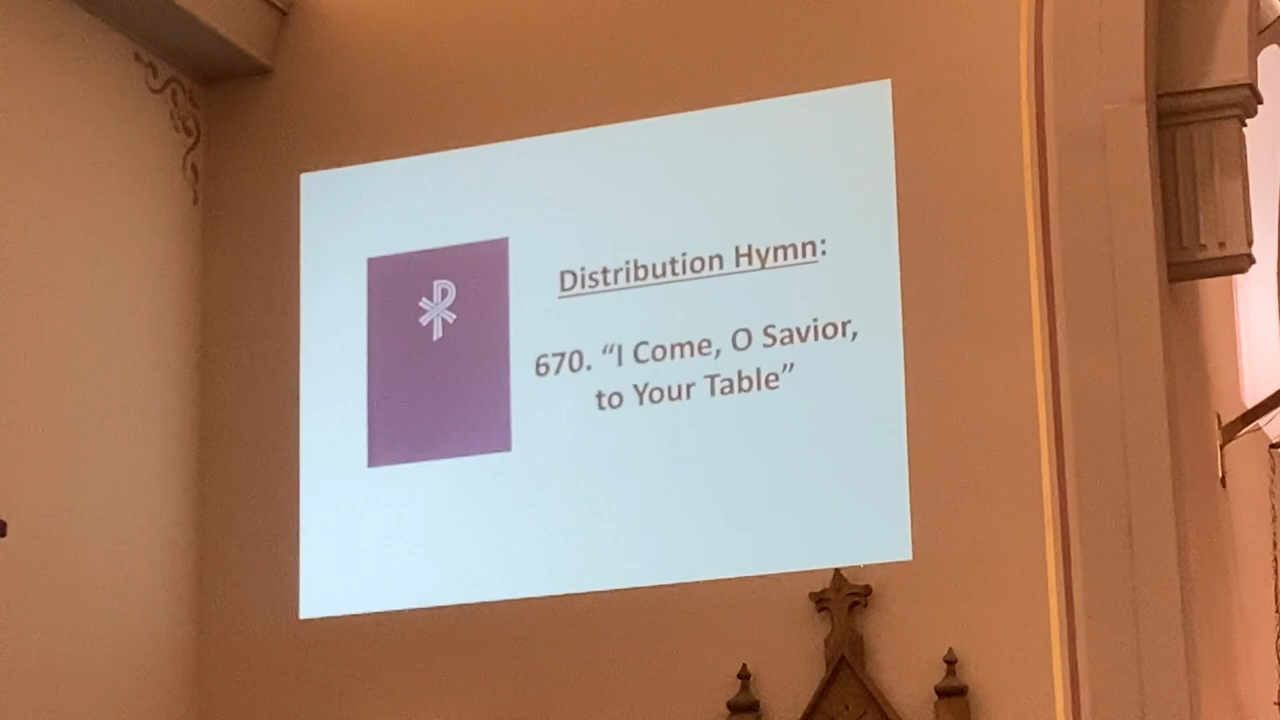 Distribution Hymn:
670. “I Come, O Savior,
to Your Table”